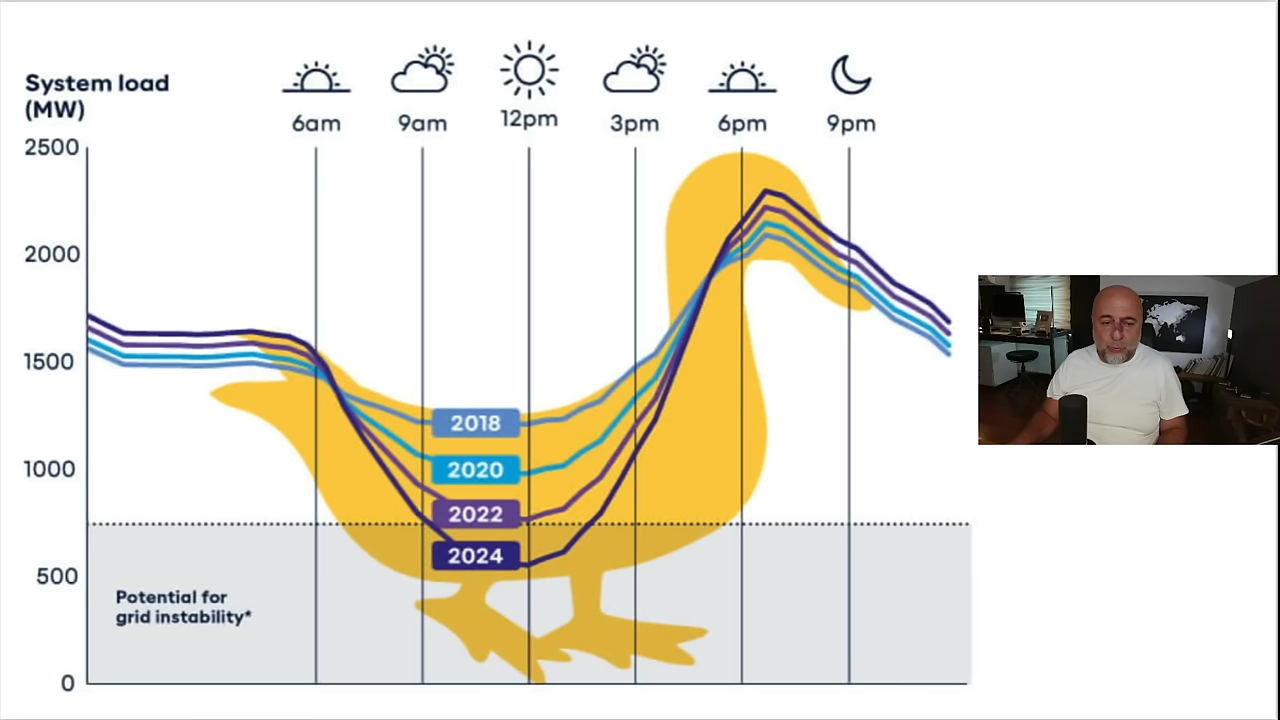 System load
(MW)
6am
9am
12pm
3pm
6pm
9pm
2500
2000
1500
1000
500
0
2018
2020
2022
2024
Potential for
grid instability*